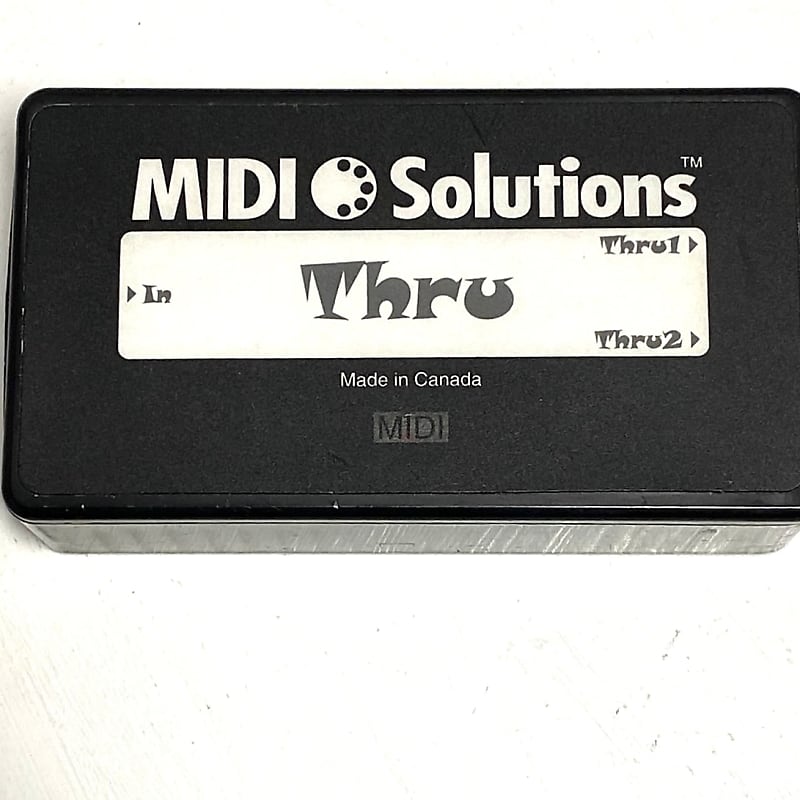 MIDI Solutions™
Thru1
In
Thru
Thru2
Made in Canada
MIDI